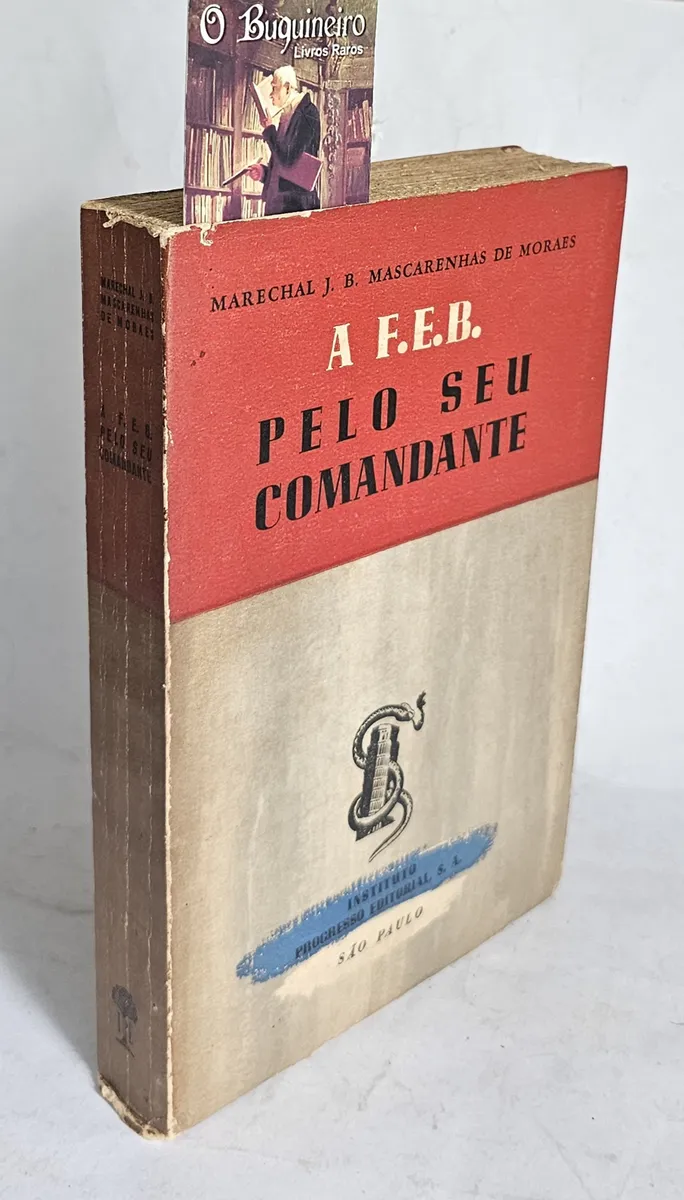 O Buquineiro
Livros Raros
MARECHAL J. B.
MASCARENHAS
DE MORAES
A F. E. B.
PELO SEU
COMANDANTE
MARECHAL J. B. MASCARENHAS DE MORAES
A F.E.B.
PELO SEU
COMANDANTE
INSTITUTO
PROGRESSO EDITORIAL S. A.
SÃO PAULO